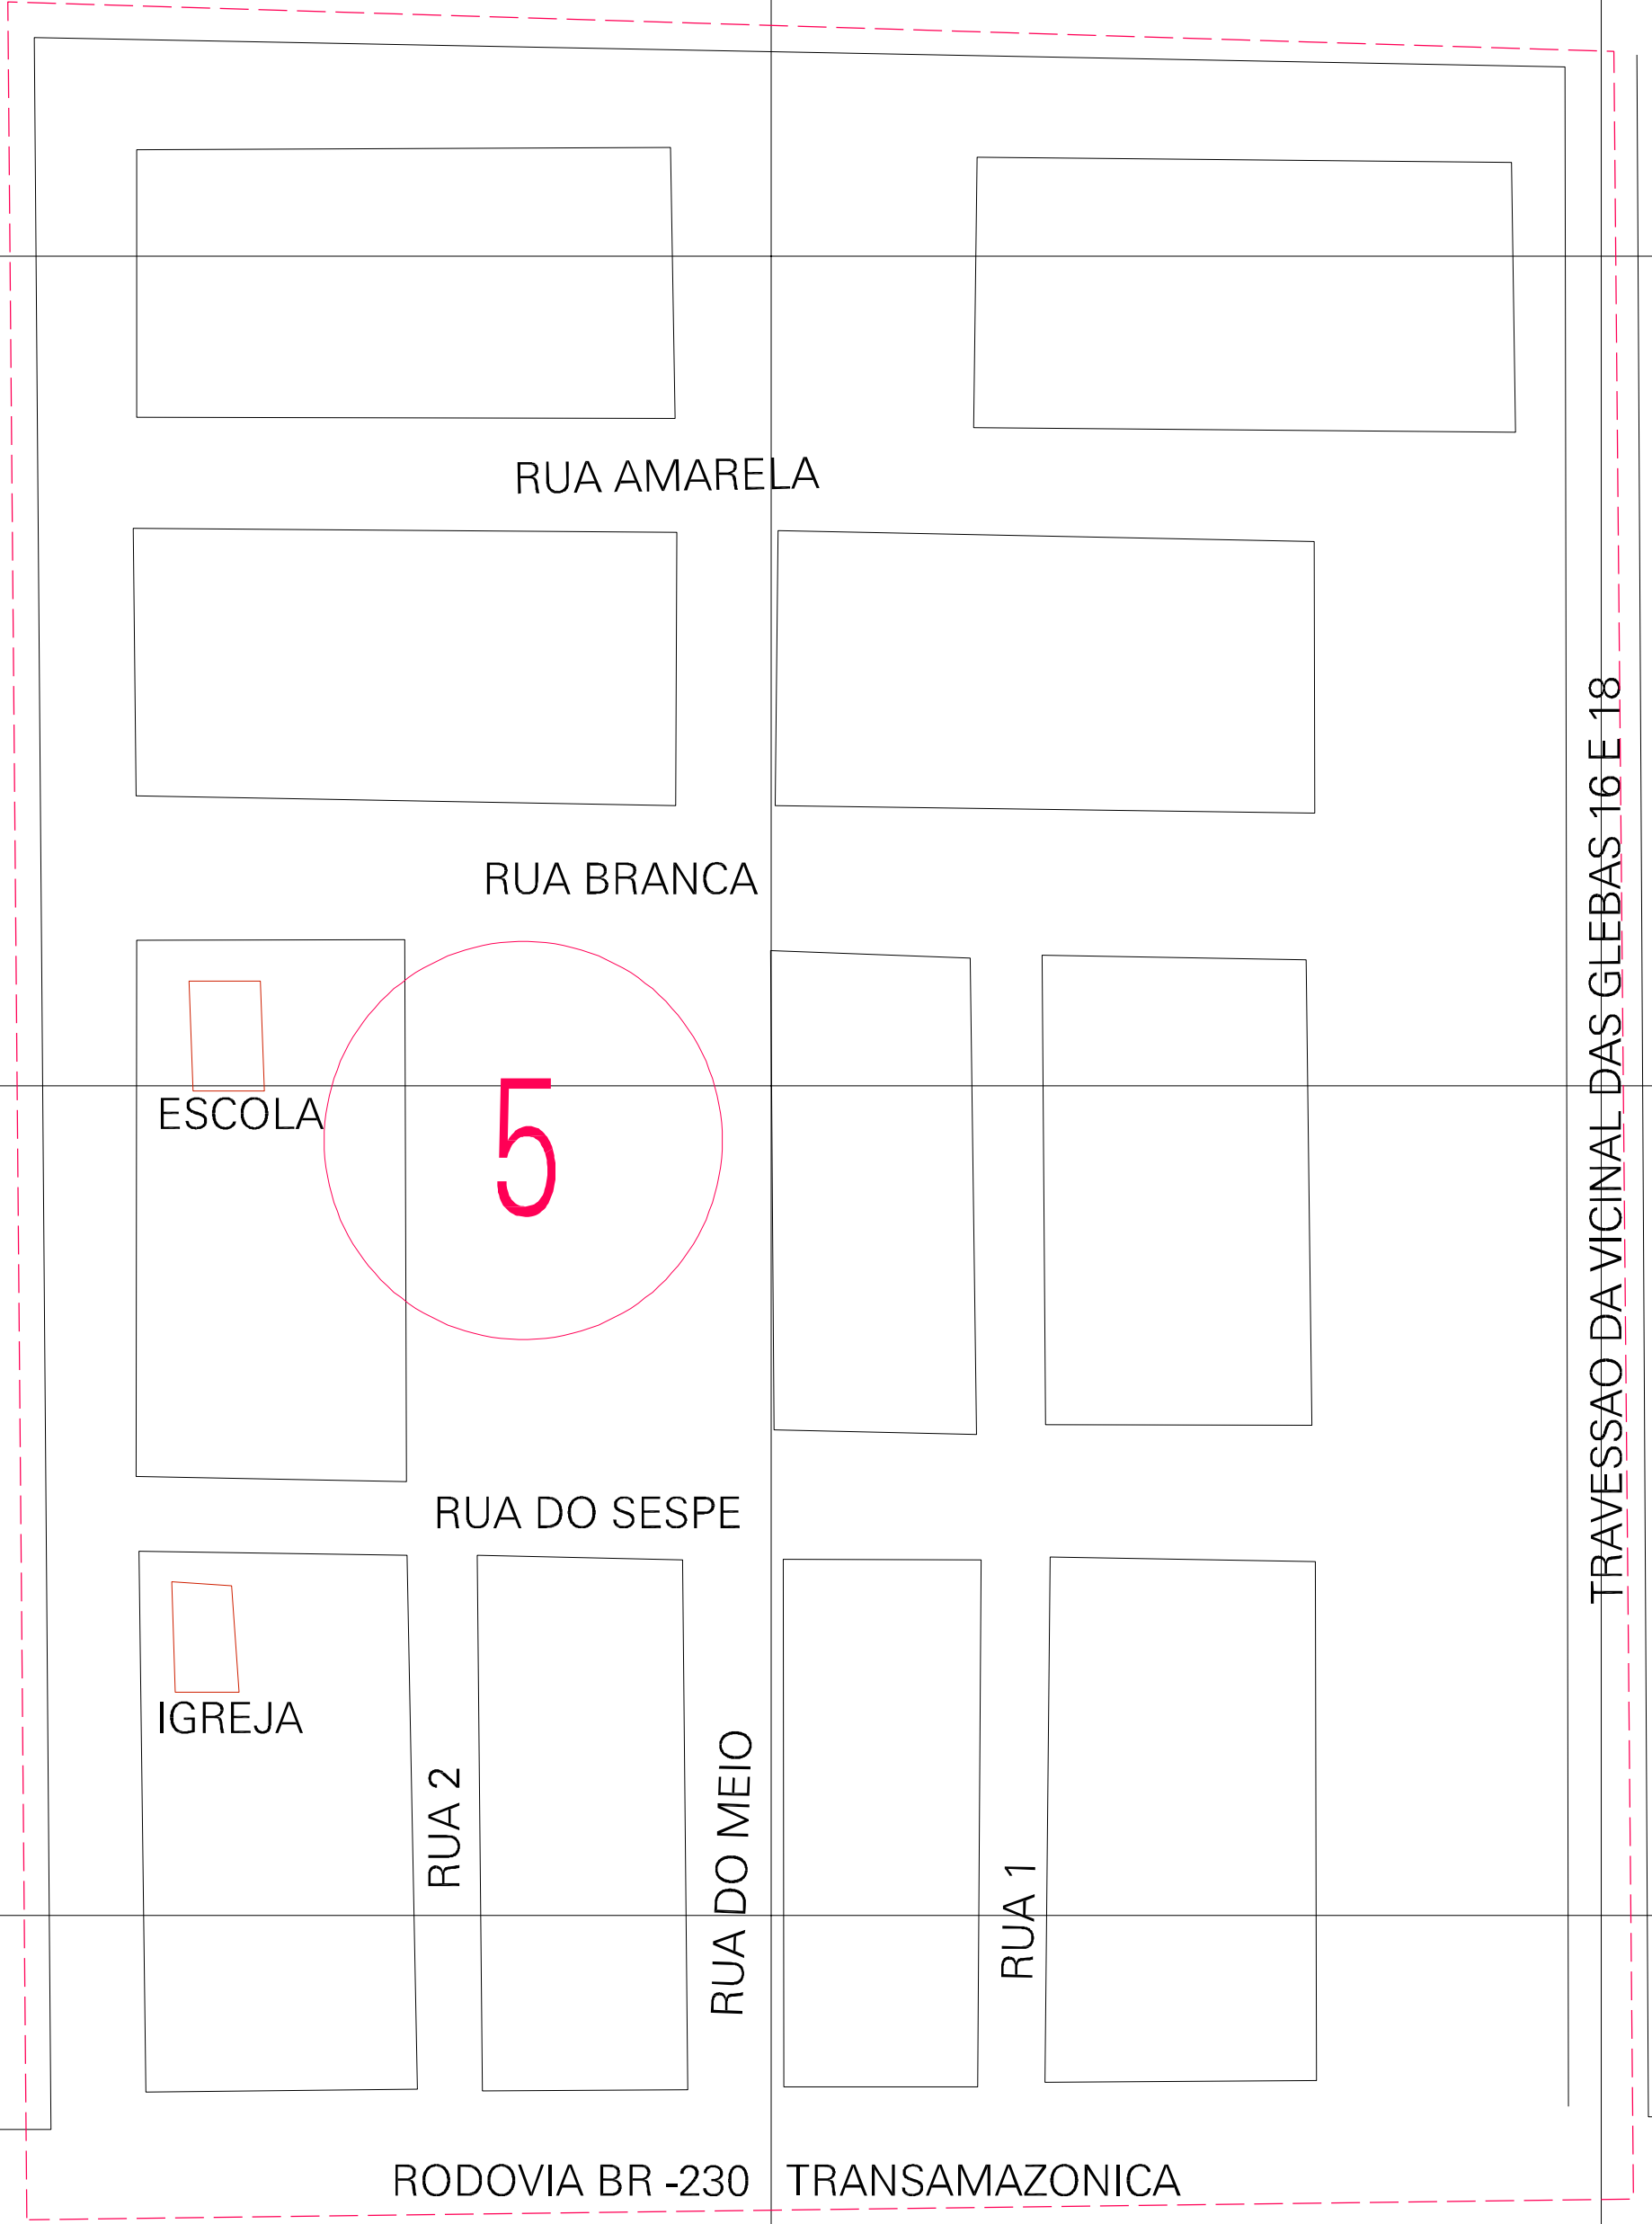 RUA AMARELA
RUA BRANCA
TRAVESSAO DA VICINAL DAS GLEBAS 16 E 18
5
ESCOLA
RUA DO SESPE
IGREJA
RUA 2
RUA DO MEIO
RUA 1
RODOVIA BR -230 TRANSAMAZONICA